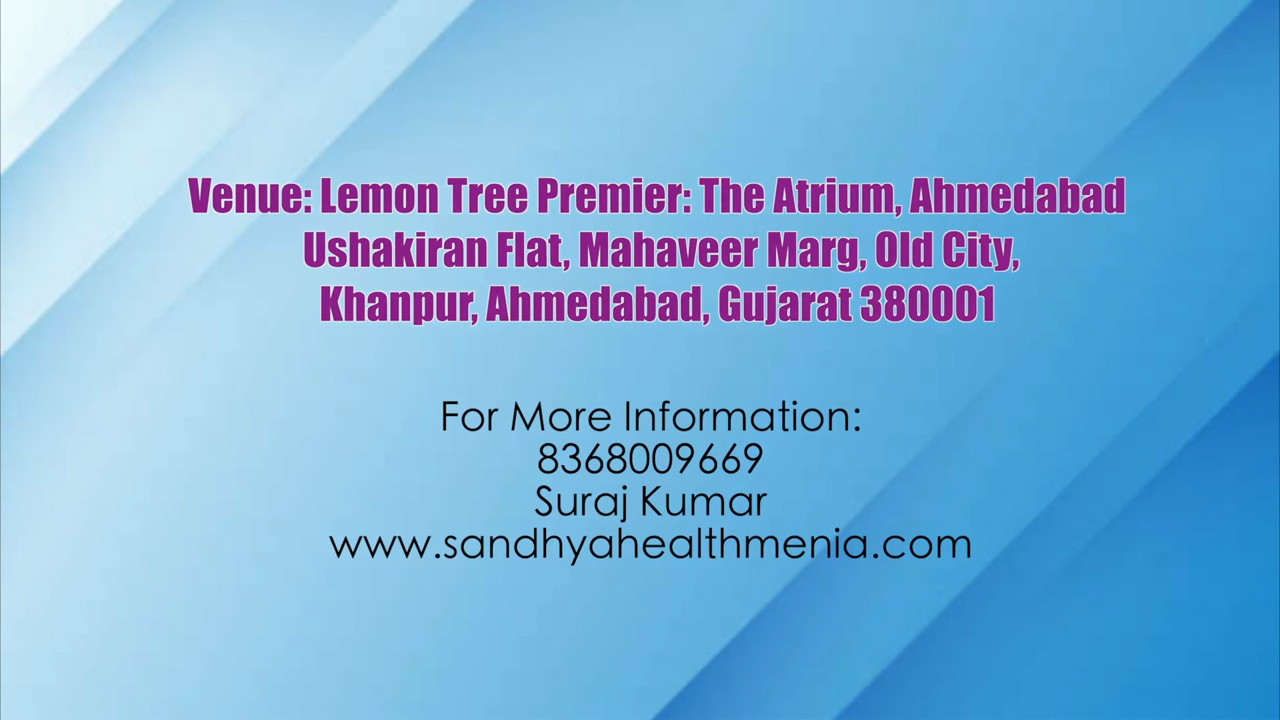 Venue: Lemon Tree Premier: The Atrium, Ahmedabad
Ushakiran Flat, Mahaveer Marg, Old City,
Khanpur, Ahmedabad, Gujarat 380001
For More Information:
8368009669
Suraj Kumar
www.sandhyahealthmenia.com